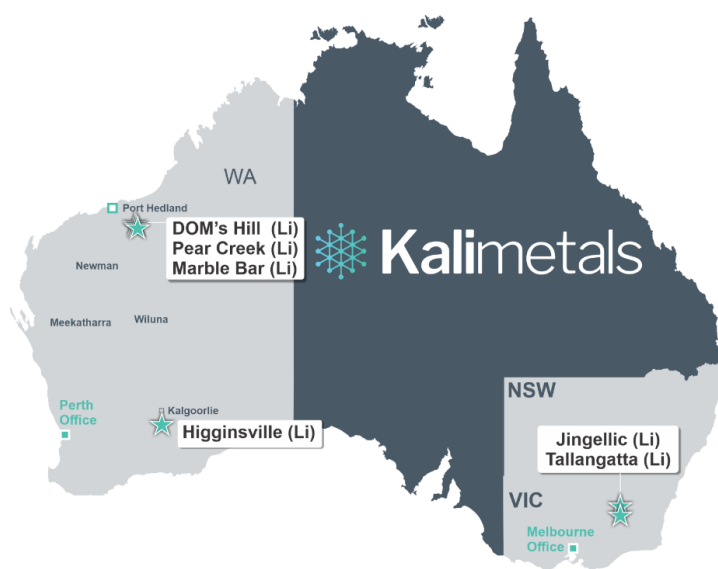 WA
Port Hedland
DOM's Hill (Li)
Pear Creek (Li)
Marble Bar (Li)
Kalimetals
Newman
Meekatharra
Wiluna
Perth
Office
Kalgoorlie
Higginsville (Li)
NSW
Jingellic (Li)
Tallangatta (Li)
VIC
Melbourne
Office